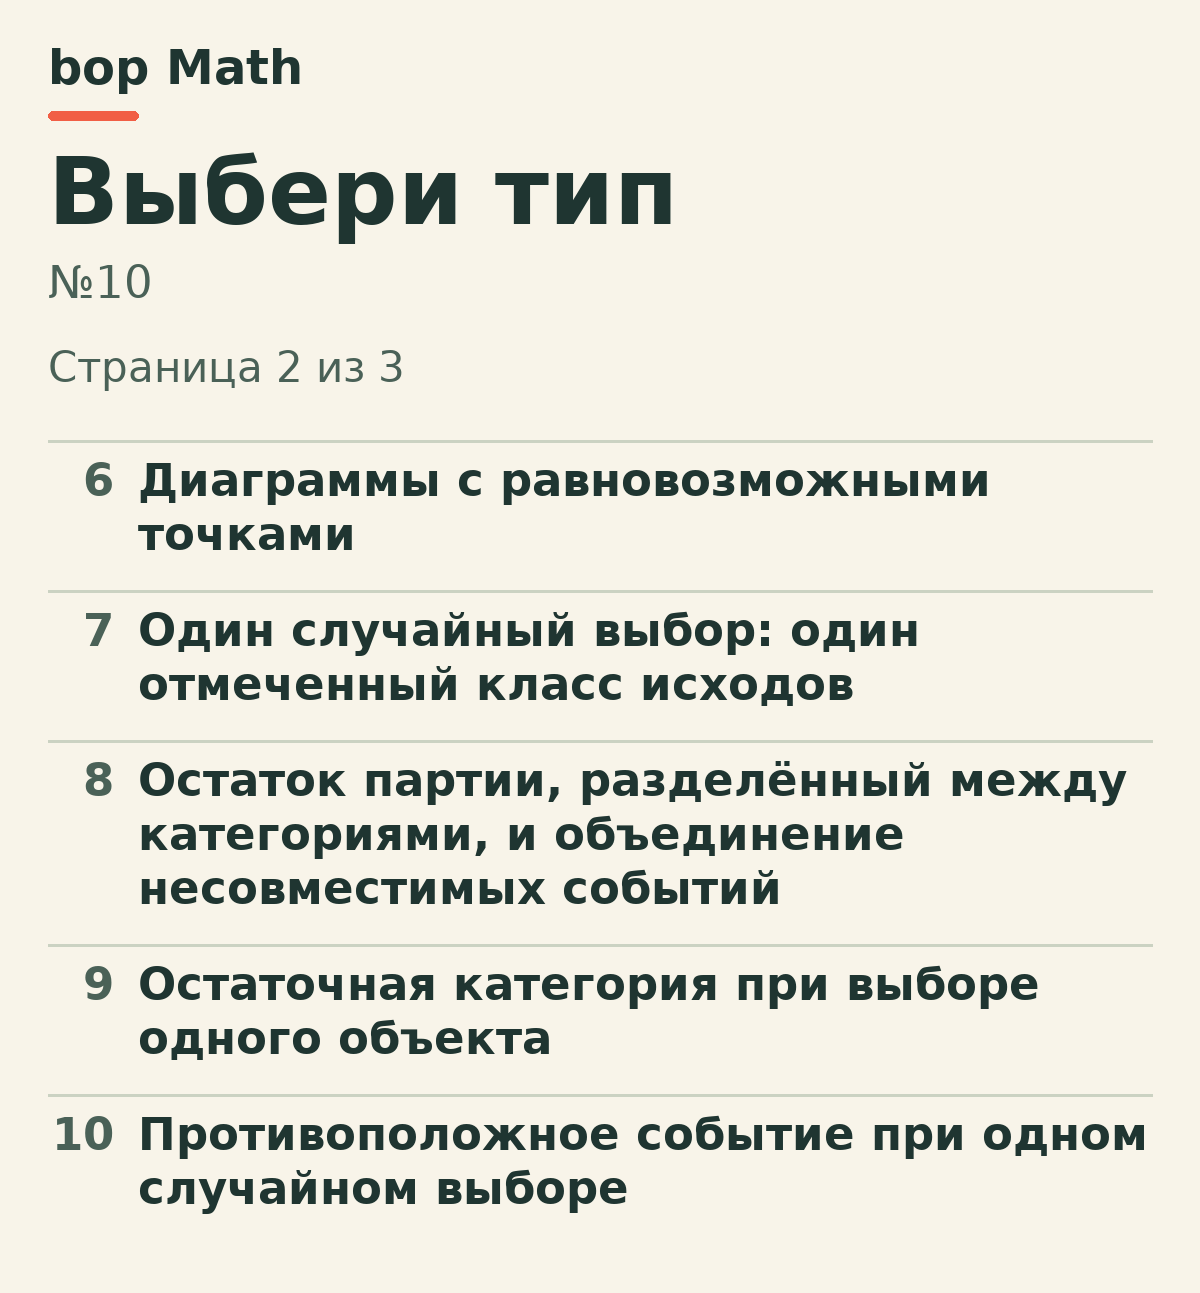 bop Math
Выбери тип
№10
Страница 2 из 3
6 Диаграммы с равновозможными
точками
7 Один случайный выбор: один
отмеченный класс исходов
8 Остаток партии, разделённый между
категориями, и объединение
несовместимых событий
9 Остаточная категория при выборе
одного объекта
10 Противоположное событие при одном
случайном выборе